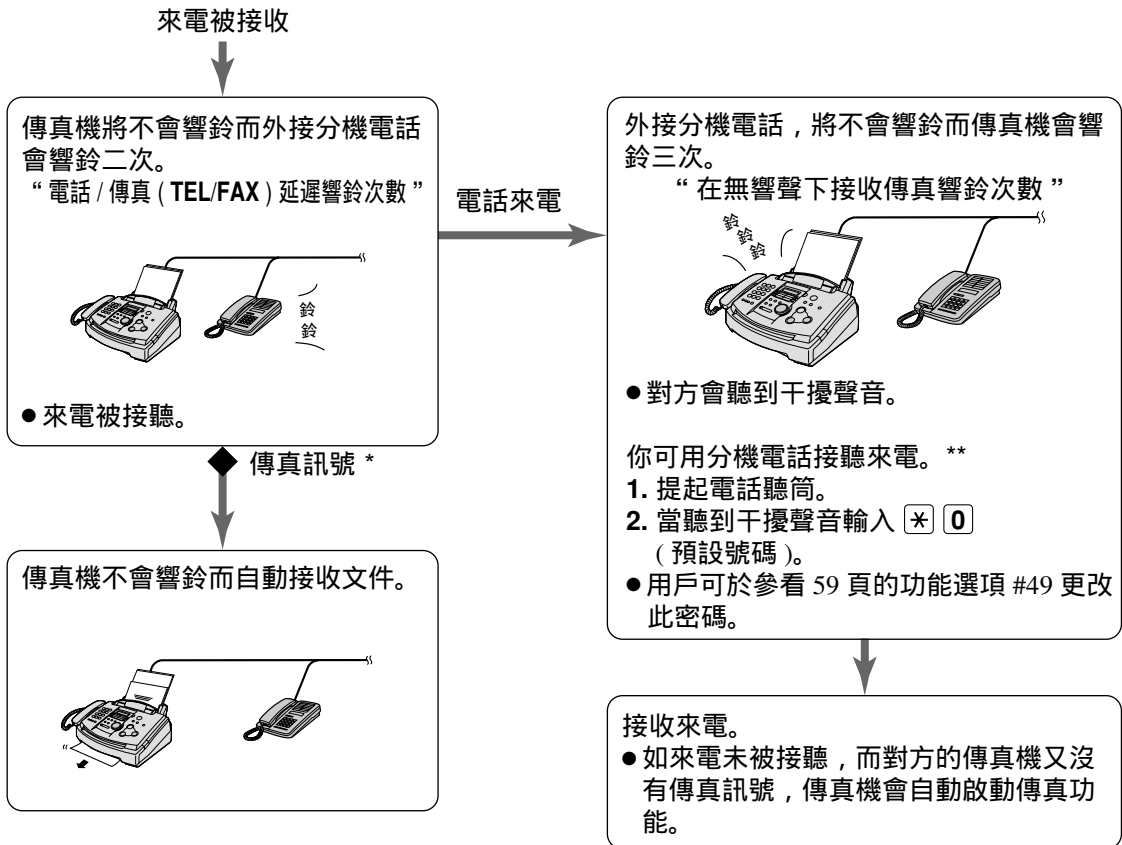 來電被接收
傳真機將不會響鈴而外接分機電話
會響鈴二次。
“ 電話 / 傳真 ( TEL/FAX ) 延遲響鈴次數 ”
鈴
鈴
● 來電被接聽。
電話來電
外接分機電話，將不會響鈴而傳真機會響
鈴三次。
“ 在無響聲下接收傳真響鈴次數 ”
鈴
鈴
鈴
● 對方會聽到干擾聲音。
你可用分機電話接聽來電。**
1. 提起電話聽筒。
2. 當聽到干擾聲音輸入 * 0
( 預設號碼 )。
● 用戶可於參看 59 頁的功能選項 #49 更改
此密碼。
◆ 傳真訊號 *
傳真機不會響鈴而自動接收文件。
接收來電。
● 如來電未被接聽，而對方的傳真機又沒
有傳真訊號，傳真機會自動啟動傳真功
能。